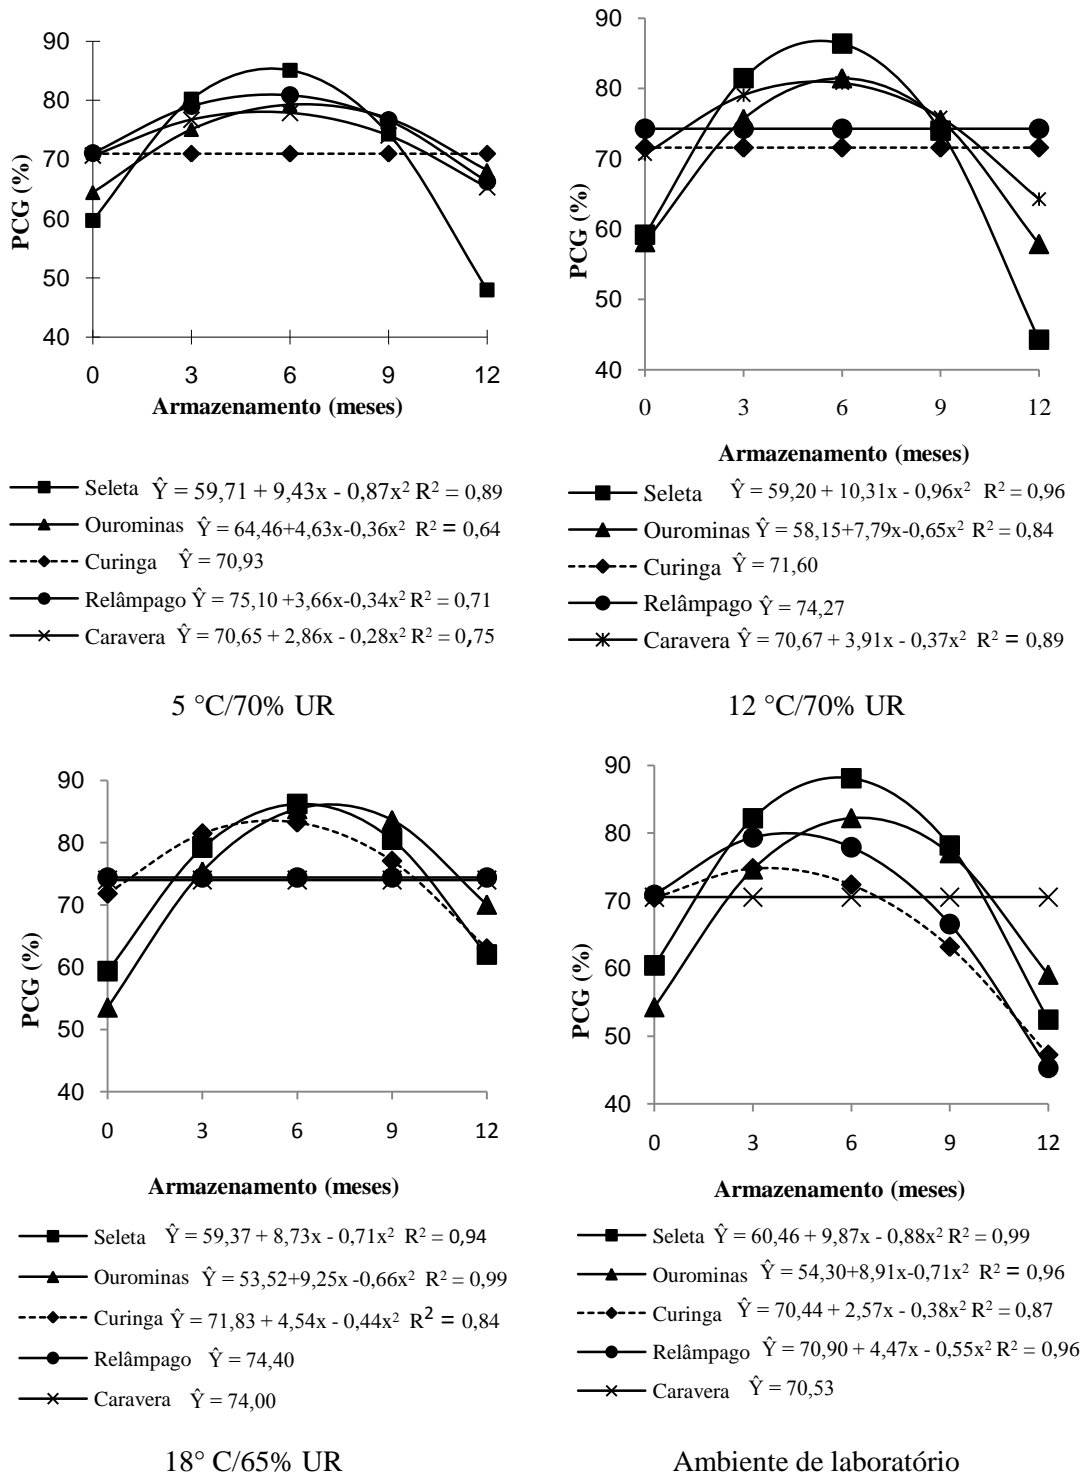 90
80
70
60
50
40
PCG (%)
0 3 6 9 12
Armazenamento (meses)
Seleta Ŷ = 59,71 + 9,43x - 0,87x² R² = 0,89
Ourominas Ŷ = 64,46+4,63x-0,36x² R² = 0,64
Curinga Ŷ = 70,93
Relâmpago Ŷ = 75,10 +3,66x-0,34x² R² = 0,71
Caravera Ŷ = 70,65 + 2,86x - 0,28x² R² = 0,75
5 °C/70% UR
90
80
70
60
50
40
PCG (%)
0 3 6 9 12
Armazenamento (meses)
Seleta Ŷ = 59,20 + 10,31x - 0,96x² R² = 0,96
Ourominas Ŷ = 58,15+7,79x-0,65x² R² = 0,84
Curinga Ŷ = 71,60
Relâmpago Ŷ = 74,27
Caravera Ŷ = 70,67 + 3,91x - 0,37x² R² = 0,89
12 °C/70% UR
90
80
70
60
50
40
PCG (%)
0 3 6 9 12
Armazenamento (meses)
Seleta Ŷ = 59,37 + 8,73x - 0,71x² R² = 0,94
Ourominas Ŷ = 53,52+9,25x -0,66x² R² = 0,99
Curinga Ŷ = 71,83 + 4,54x - 0,44x² R² = 0,84
Relâmpago Ŷ = 74,40
Caravera Ŷ = 74,00
18° C/65% UR
90
80
70
60
50
40
PCG (%)
0 3 6 9 12
Armazenamento (meses)
Seleta Ŷ = 60,46 + 9,87x - 0,88x² R² = 0,99
Ourominas Ŷ = 54,30+8,91x-0,71x² R² = 0,96
Curinga Ŷ = 70,44 + 2,57x - 0,38x² R² = 0,87
Relâmpago Ŷ = 70,90 + 4,47x - 0,55x² R² = 0,96
Caravera Ŷ = 70,53
Ambiente de laboratório